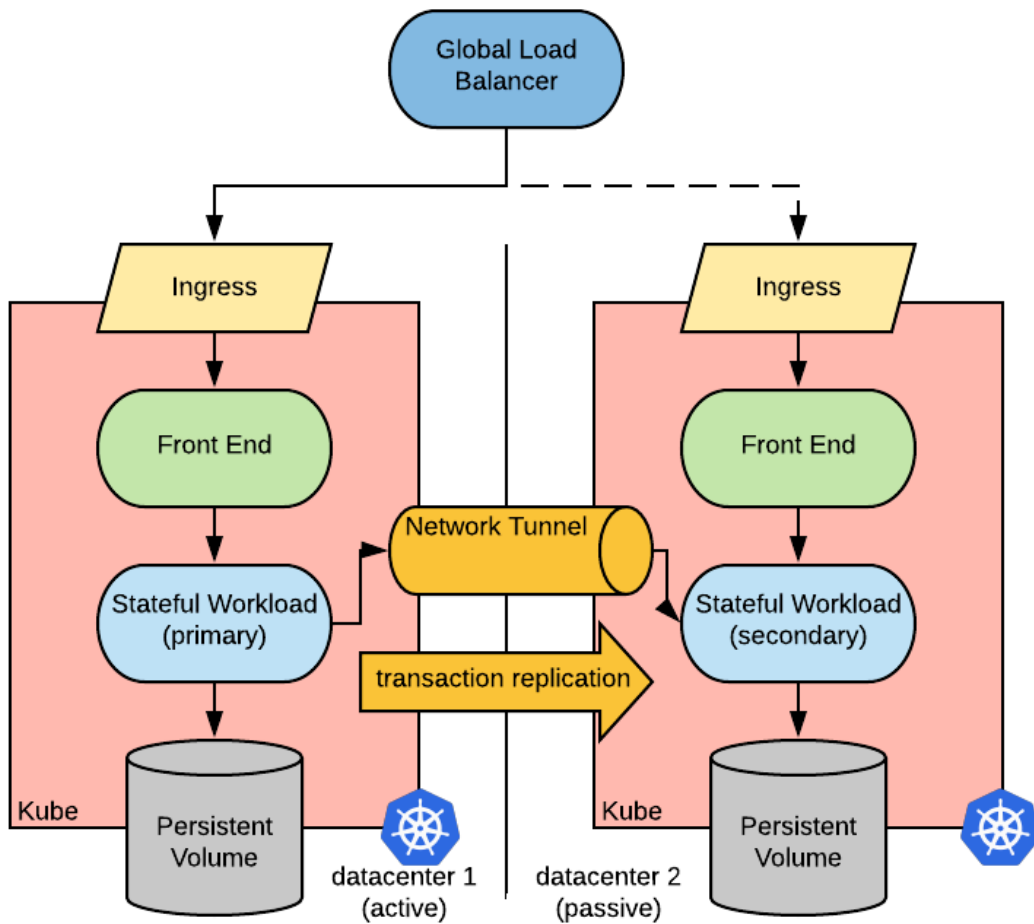 Global Load
Balancer
Ingress
Ingress
Front End
Front End
Network Tunnel
Stateful Workload
(primary)
Stateful Workload
(secondary)
transaction replication
Kube
Persistent
Volume
Persistent
Volume
datacenter 1
(active)
datacenter 2
(passive)